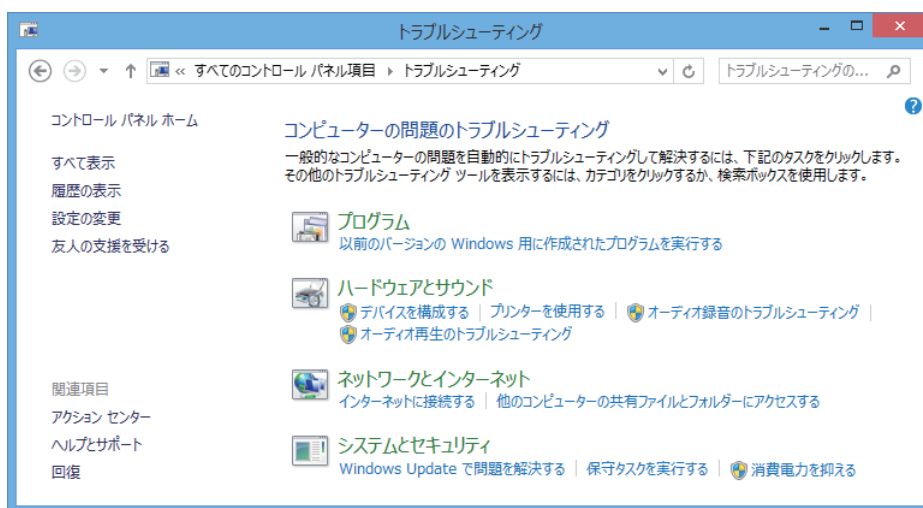 トラブルシューティング
« すべてのコントロール パネル項目 ▸ トラブルシューティング
トラブルシューティングの...
コントロール パネル ホーム
すべて表示
履歴の表示
設定の変更
友人の支援を受ける
関連項目
アクション センター
ヘルプとサポート
回復
コンピューターの問題のトラブルシューティング
一般的なコンピューターの問題を自動的にトラブルシューティングして解決するには、下記のタスクをクリックします。
その他のトラブルシューティング ツールを表示するには、カテゴリをクリックするか、検索ボックスを使用します。
プログラム
以前のバージョンの Windows 用に作成されたプログラムを実行する
ハードウェアとサウンド
デバイスを構成する | プリンターを使用する | オーディオ録音のトラブルシューティング |
オーディオ再生のトラブルシューティング
ネットワークとインターネット
インターネットに接続する | 他のコンピューターの共有ファイルとフォルダーにアクセスする
システムとセキュリティ
Windows Update で問題を解決する | 保守タスクを実行する | 消費電力を抑える